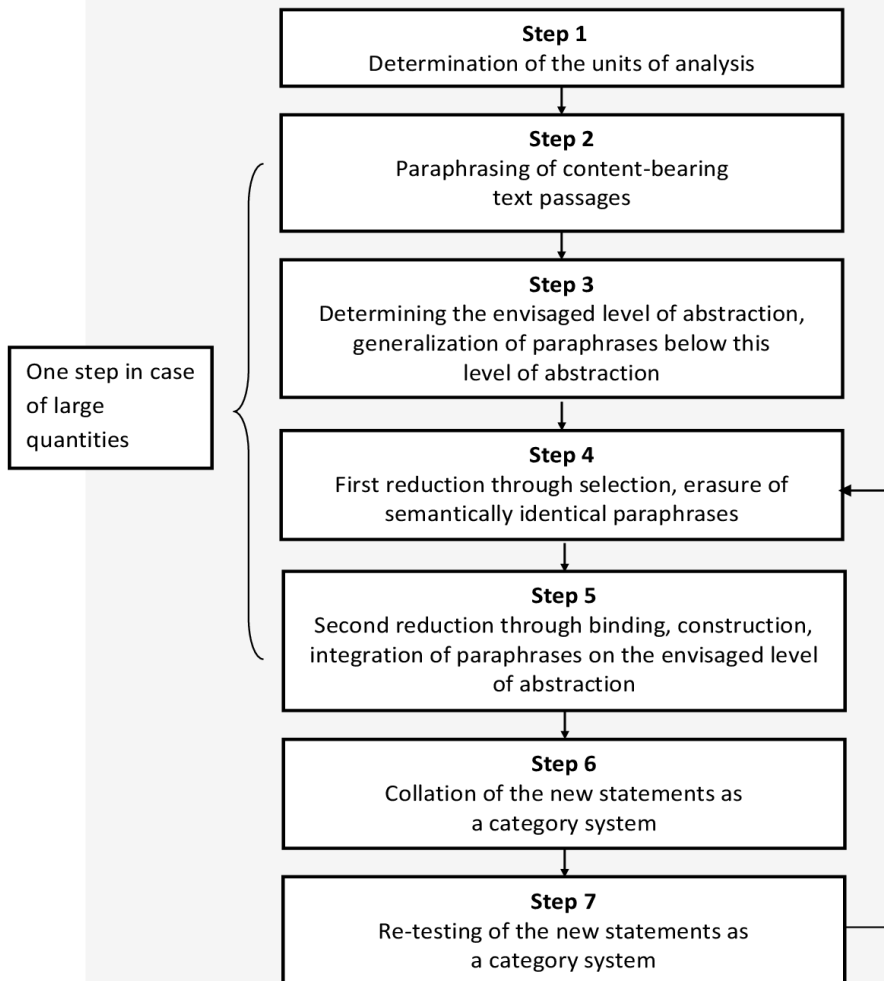 Step 1
Determination of the units of analysis
Step 2
Paraphrasing of content-bearing
text passages
Step 3
Determining the envisaged level of abstraction,
generalization of paraphrases below this
level of abstraction
One step in case
of large
quantities
Step 4
First reduction through selection, erasure of
semantically identical paraphrases
Step 5
Second reduction through binding, construction,
integration of paraphrases on the envisaged level
of abstraction
Step 6
Collation of the new statements as
a category system
Step 7
Re-testing of the new statements as
a category system